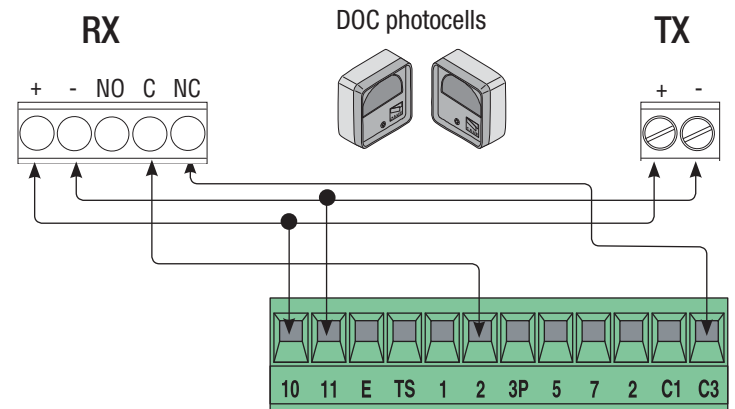 RX
DOC photocells
TX
+ - NO C NC
+ -
10 11 E TS 1 2 3P 5 7 2 C1 C3